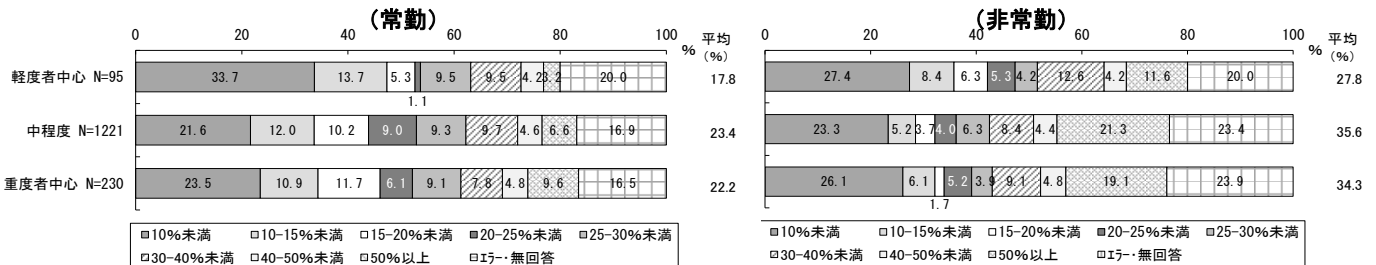 (常勤)
0 20 40 60 80 100
% 平均
(%)
軽度者中心 N=95 33.7 13.7 5.3 9.5 9.5 4.2 3.2 20.0 17.8
1.1
中程度 N=1221 21.6 12.0 10.2 9.0 9.3 9.7 4.6 6.6 16.9 23.4
重度者中心 N=230 23.5 10.9 11.7 6.1 9.1 7.8 4.8 9.6 16.5 22.2
10%未満 10-15%未満 15-20%未満 20-25%未満 25-30%未満
30-40%未満 40-50%未満 50%以上 エラー・無回答
(非常勤)
0 20 40 60 80 100
% 平均
(%)
27.4 8.4 6.3 5.3 4.2 12.6 4.2 11.6 20.0 27.8
23.3 5.2 3.7 4.0 6.3 8.4 4.4 21.3 23.4 35.6
26.1 6.1 5.2 3.9 9.1 4.8 19.1 23.9 34.3
1.7
10%未満 10-15%未満 15-20%未満 20-25%未満 25-30%未満
30-40%未満 40-50%未満 50%以上 エラー・無回答